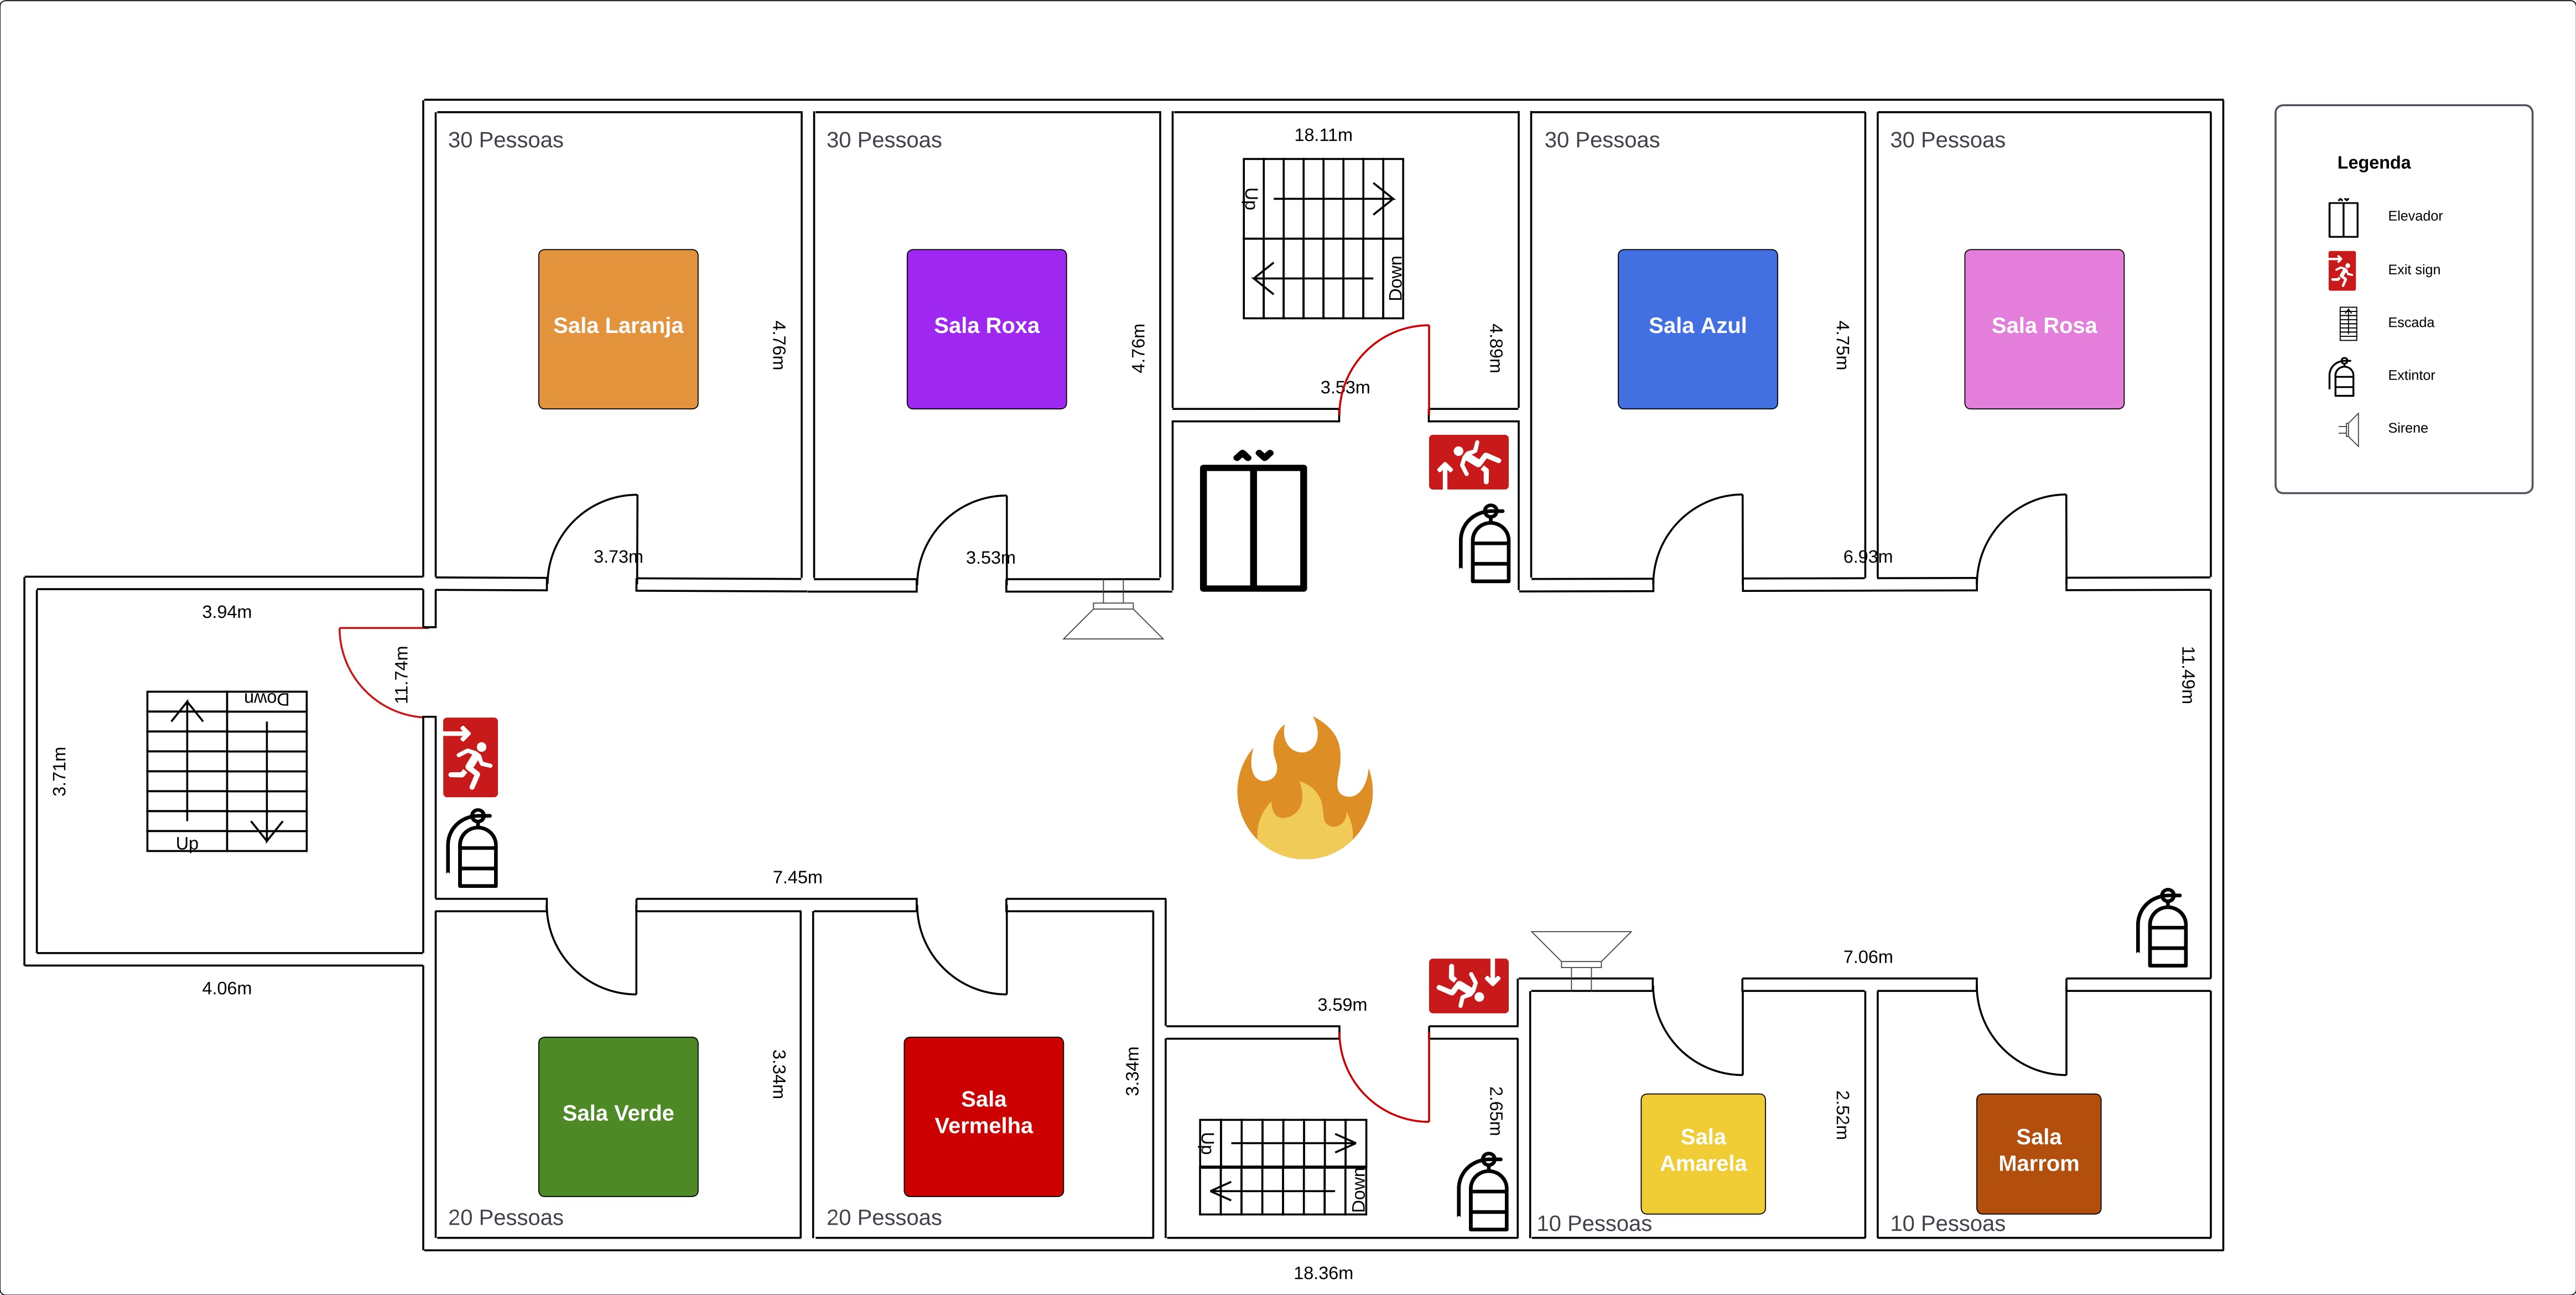 30 Pessoas
30 Pessoas
18.11m
30 Pessoas
30 Pessoas
Legenda
Elevador
Exit sign
Escada
Extintor
Sirene
Up
Down
Sala Laranja
Sala Roxa
Sala Azul
Sala Rosa
4.76m
4.76m
4.89m
4.75m
3.53m
3.73m
3.53m
6.93m
3.94m
11.74m
11.49m
Down
Up
3.71m
7.45m
4.06m
3.59m
7.06m
Sala Verde
3.34m
Sala
Vermelha
3.34m
2.65m
Up
Down
Sala
Amarela
2.52m
Sala
Marrom
20 Pessoas
20 Pessoas
10 Pessoas
10 Pessoas
18.36m